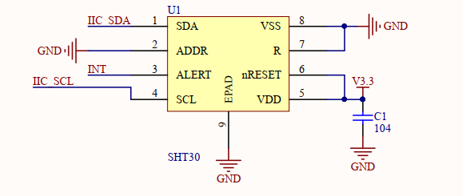 U1
IIC_SDA 1 SDA VSS 8 GND
GND 2 ADDR R 7
INT 3 ALERT nRESET 6 V3.3
IIC_SCL 4 SCL EPAD VDD 5
C1
104
9
SHT30
GND GND